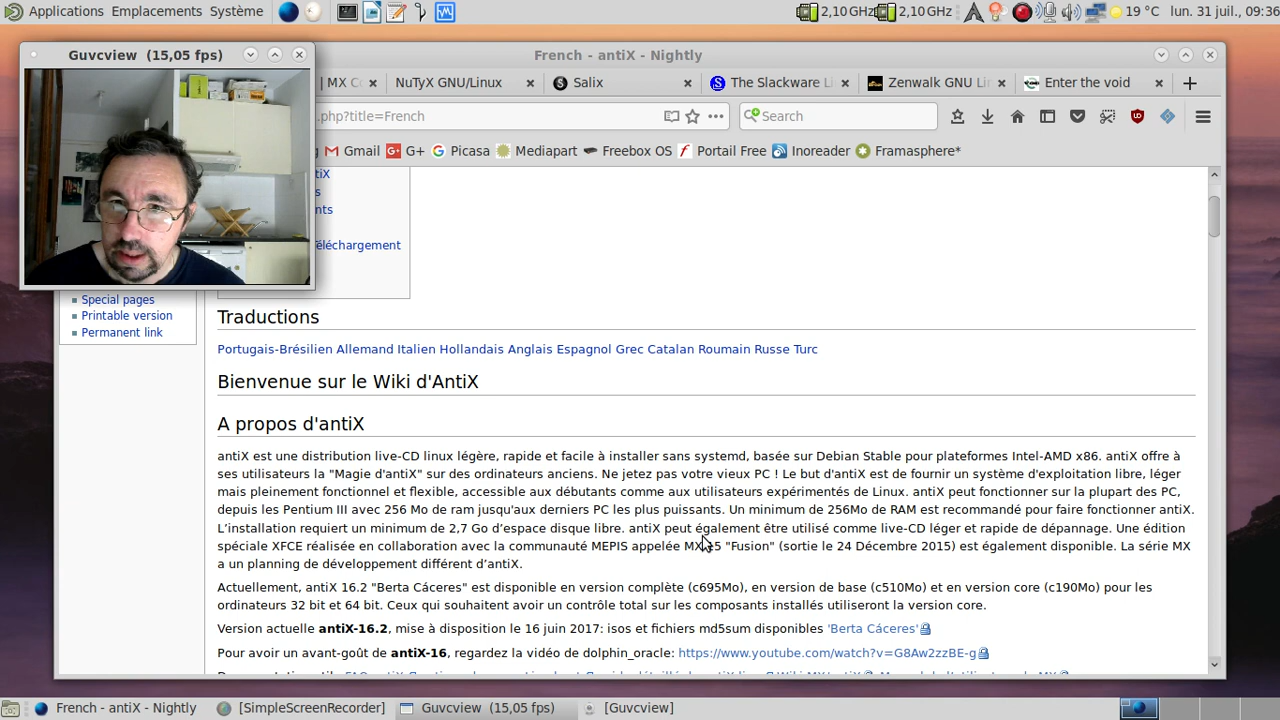 Applications Emplacements Système
2,10 GHz 2,10 GHz 19 °C lun. 31 juil., 09:36
Guvcview (15,05 fps)
French - antiX - Nightly
| MX C
NuTyX GNU/Linux
Salix
The Slackware Li
Zenwalk GNU Lin
Enter the void
.php?title=French
Search
Gmail G+ Picasa Mediapart Freebox OS Portail Free Inoreader Framasphere*
Special pages
Printable version
Permanent link
Traductions
Portugais-Brésilien Allemand Italien Hollandais Anglais Espagnol Grec Catalan Roumain Russe Turc
Bienvenue sur le Wiki d'AntiX
A propos d'antiX
antiX est une distribution live-CD linux légère, rapide et facile à installer sans systemd, basée sur Debian Stable pour plateformes Intel-AMD x86. antiX offre à
ses utilisateurs la "Magie d'antiX" sur des ordinateurs anciens. Ne jetez pas votre vieux PC ! Le but d'antiX est de fournir un système d'exploitation libre, léger
mais pleinement fonctionnel et flexible, accessible aux débutants comme aux utilisateurs expérimentés de Linux. antiX peut fonctionner sur la plupart des PC,
depuis les Pentium III avec 256 Mo de ram jusqu'aux derniers PC les plus puissants. Un minimum de 256Mo de RAM est recommandé pour faire fonctionner antiX.
L’installation requiert un minimum de 2,7 Go d’espace disque libre. antiX peut également être utilisé comme live-CD léger et rapide de dépannage. Une édition
spéciale XFCE réalisée en collaboration avec la communauté MEPIS appelée "Fusion" (sortie le 24 Décembre 2015) est également disponible. La série MX
a un planning de développement différent d’antiX.
Actuellement, antiX 16.2 "Berta Cáceres" est disponible en version complète (c695Mo), en version de base (c510Mo) et en version core (c190Mo) pour les
ordinateurs 32 bit et 64 bit. Ceux qui souhaitent avoir un contrôle total sur les composants installés utiliseront la version core.
Version actuelle antiX-16.2, mise à disposition le 16 juin 2017: isos et fichiers md5sum disponibles 'Berta Cáceres'
Pour avoir un avant-goût de antiX-16, regardez la vidéo de dolphin_oracle: https://www.youtube.com/watch?v=G8Aw2zzBE-g
French - antiX - Nightly
[SimpleScreenRecorder]
Guvcview (15,05 fps)
[Guvcview]